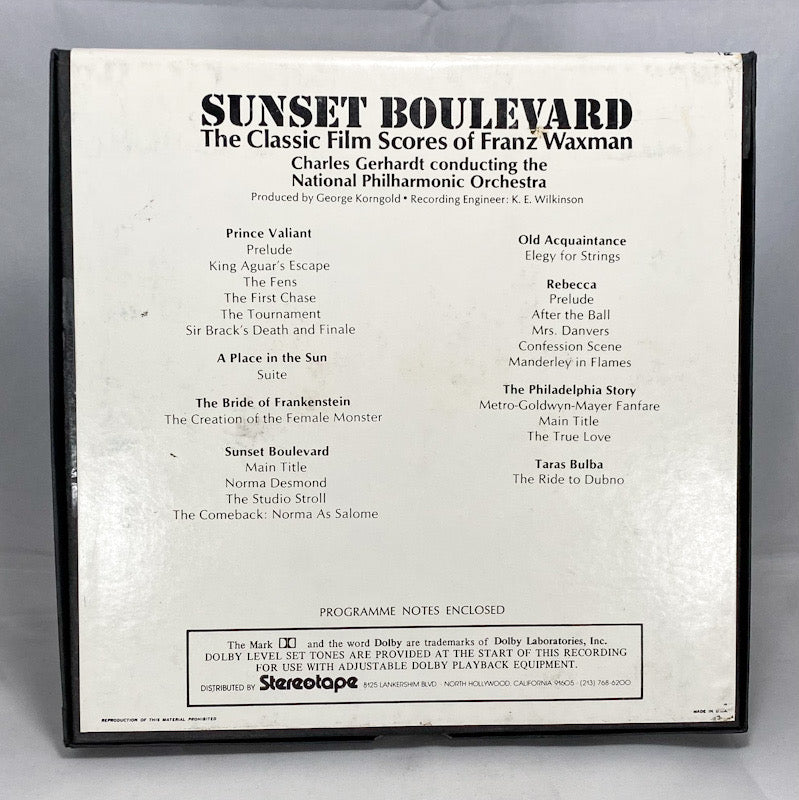 SUNSET BOULEVARD
The Classic Film Scores of Franz Waxman
Charles Gerhardt conducting the
National Philharmonic Orchestra
Produced by George Korngold • Recording Engineer: K. E. Wilkinson
Prince Valiant
Prelude
King Aguar's Escape
The Fens
The First Chase
The Tournament
Sir Brack's Death and Finale
A Place in the Sun
Suite
The Bride of Frankenstein
The Creation of the Female Monster
Sunset Boulevard
Main Title
Norma Desmond
The Studio Stroll
The Comeback: Norma As Salome
Old Acquaintance
Elegy for Strings
Rebecca
Prelude
After the Ball
Mrs. Danvers
Confession Scene
Manderley in Flames
The Philadelphia Story
Metro-Goldwyn-Mayer Fanfare
Main Title
The True Love
Taras Bulba
The Ride to Dubno
PROGRAMME NOTES ENCLOSED
The Mark and the word Dolby are trademarks of Dolby Laboratories, Inc.
DOLBY LEVEL SET TONES ARE PROVIDED AT THE START OF THIS RECORDING
FOR USE WITH ADJUSTABLE DOLBY PLAYBACK EQUIPMENT.
DISTRIBUTED BY Stereotape 8125 LANKERSHIM BLVD · NORTH HOLLYWOOD, CALIFORNIA 91605 · (213) 768-6200
REPRODUCTION OF THIS MATERIAL PROHIBITED
MADE IN